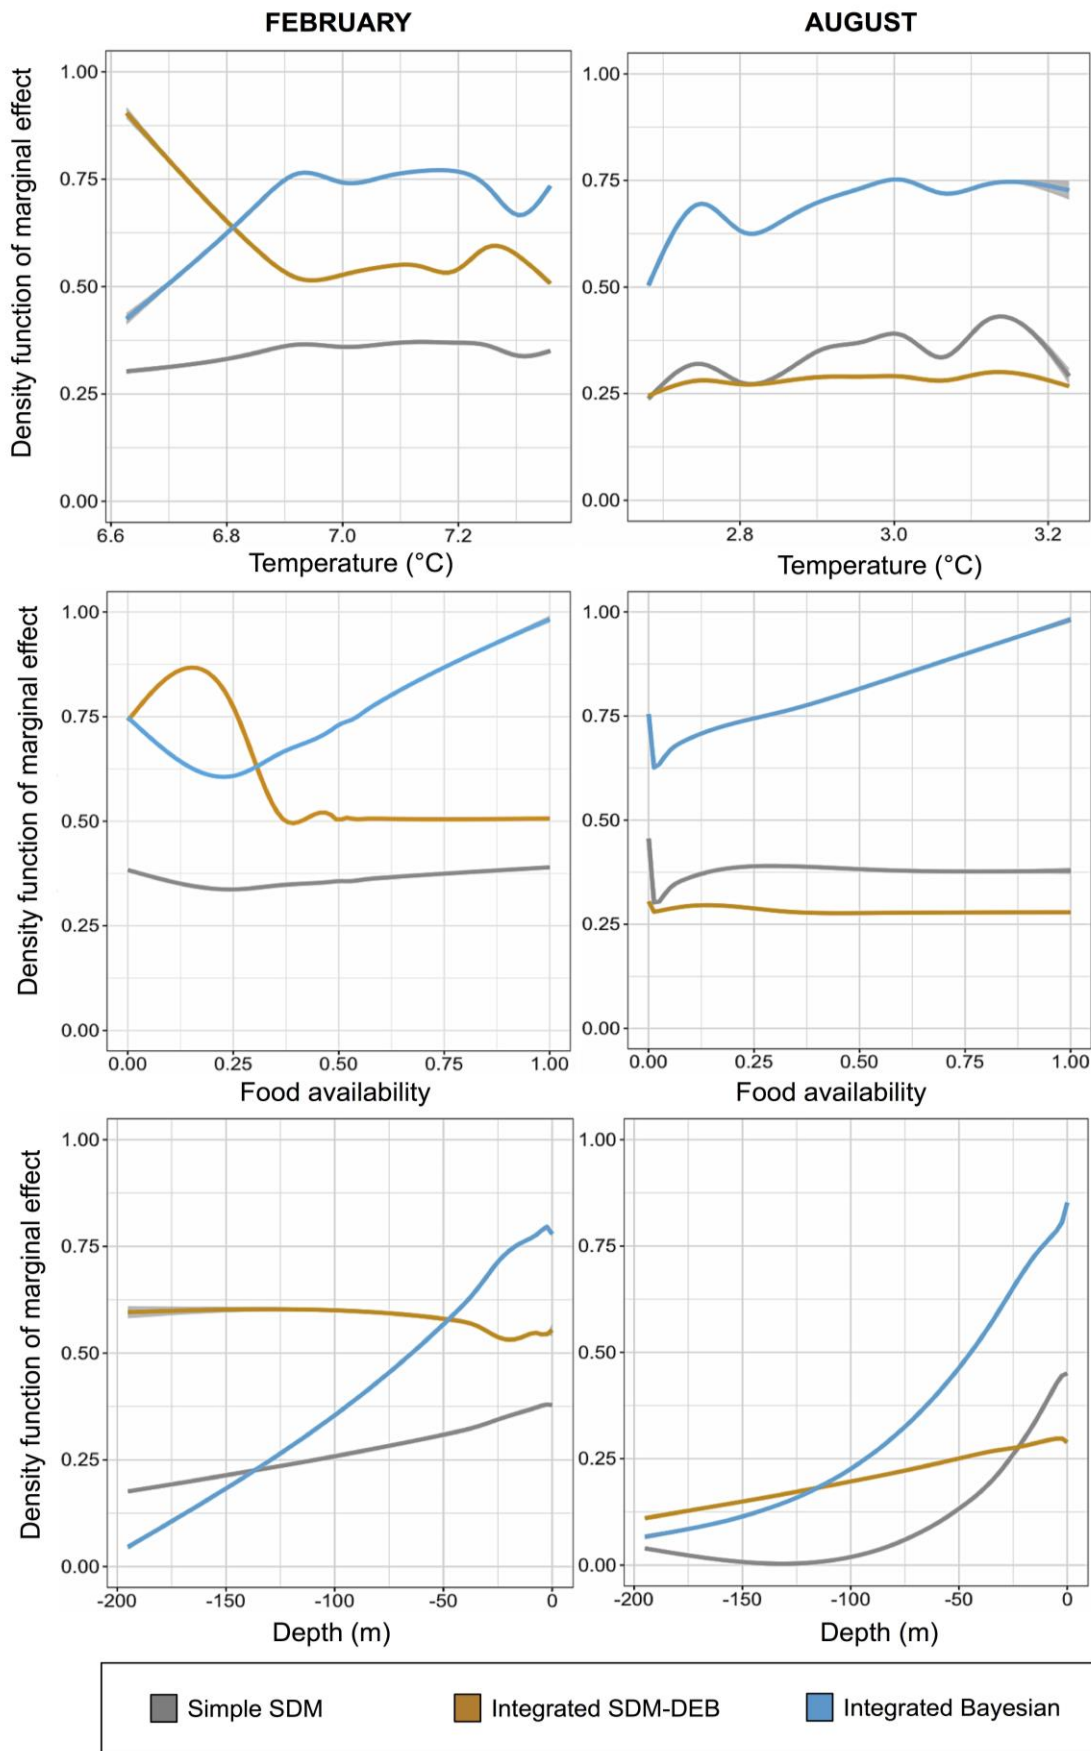 FEBRUARY AUGUST
Density function of marginal effect
1.00 1.00
0.75 0.75
0.50 0.50
0.25 0.25
0.00 0.00
6.6 6.8 7.0 7.2 2.8 3.0 3.2
Temperature (°C) Temperature (°C)
Density function of marginal effect
1.00 1.00
0.75 0.75
0.50 0.50
0.25 0.25
0.00 0.00
0.00 0.25 0.50 0.75 1.00 0.00 0.25 0.50 0.75 1.00
Food availability Food availability
Density function of marginal effect
1.00 1.00
0.75 0.75
0.50 0.50
0.25 0.25
0.00 0.00
-200 -150 -100 -50 0 -200 -150 -100 -50 0
Depth (m) Depth (m)
Simple SDM Integrated SDM-DEB Integrated Bayesian